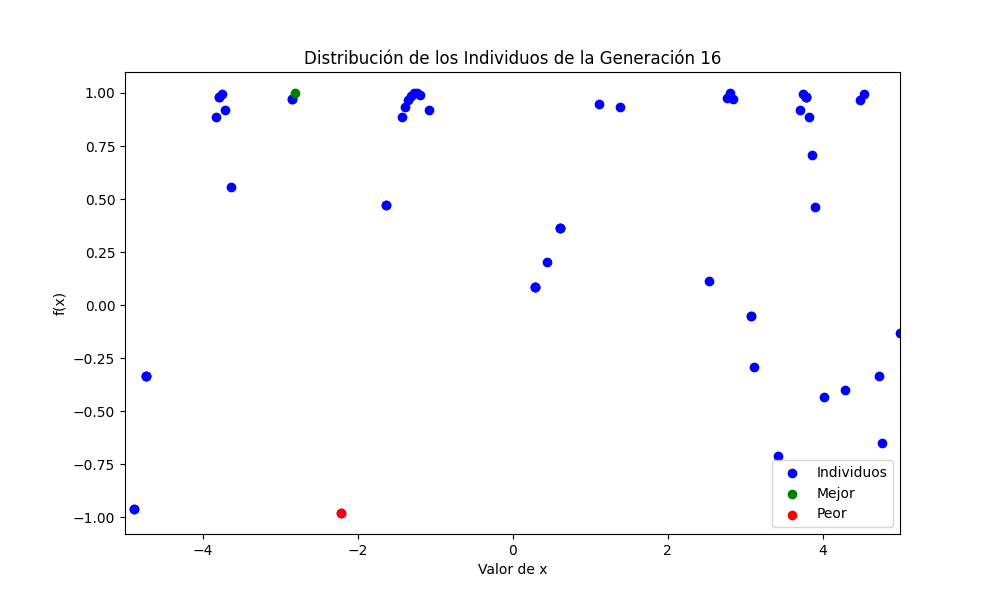 Distribución de los Individuos de la Generación 16
f(x)
1.00
0.75
0.50
0.25
0.00
−0.25
−0.50
−0.75
−1.00
−4
−2
0
2
4
Valor de x
Individuos
Mejor
Peor